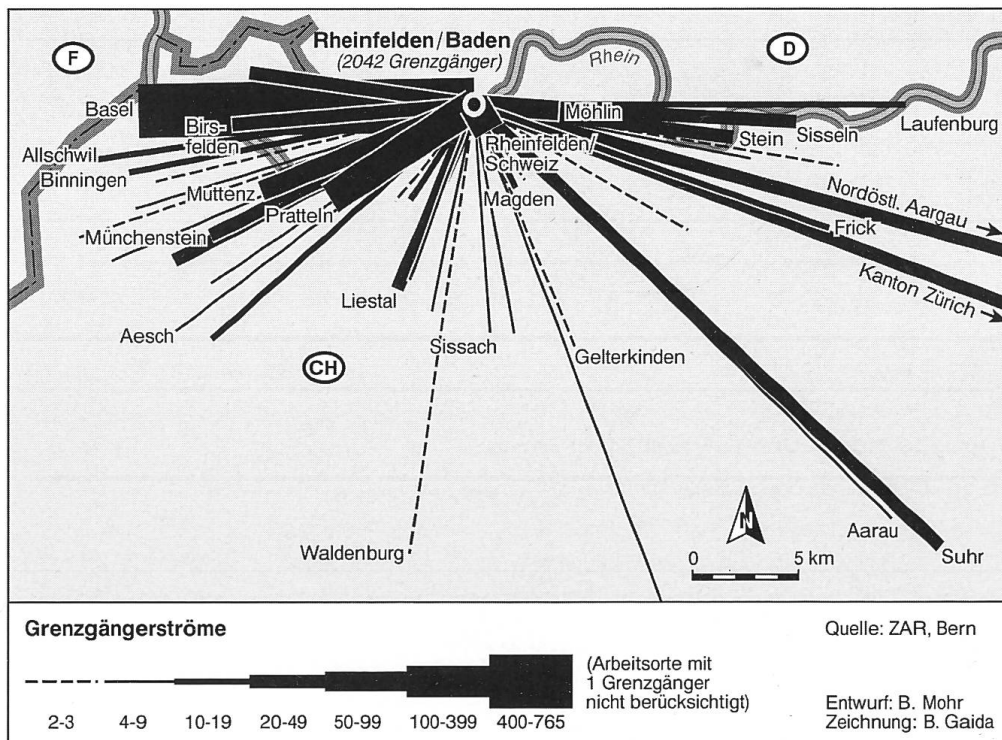 F
Rheinfelden/Baden
(2042 Grenzgänger)
Rhein
D
Basel
Birs-
felden
Allschwil
Binningen
Muttenz
Münchenstein
Pratteln
Aesch
Liestal
Möhlin
Rheinfelden/
Schweiz
Magden
Stein
Sisseln
Laufenburg
Nordöstl. Aargau
Frick
Kanton Zürich
Sissach
Gelterkinden
CH
Waldenburg
N
0 5 km
Aarau
Suhr
Grenzgängerströme
2-3 4-9 10-19 20-49 50-99 100-399 400-765
(Arbeitsorte mit
1 Grenzgänger
nicht berücksichtigt)
Quelle: ZAR, Bern
Entwurf: B. Mohr
Zeichnung: B. Gaida